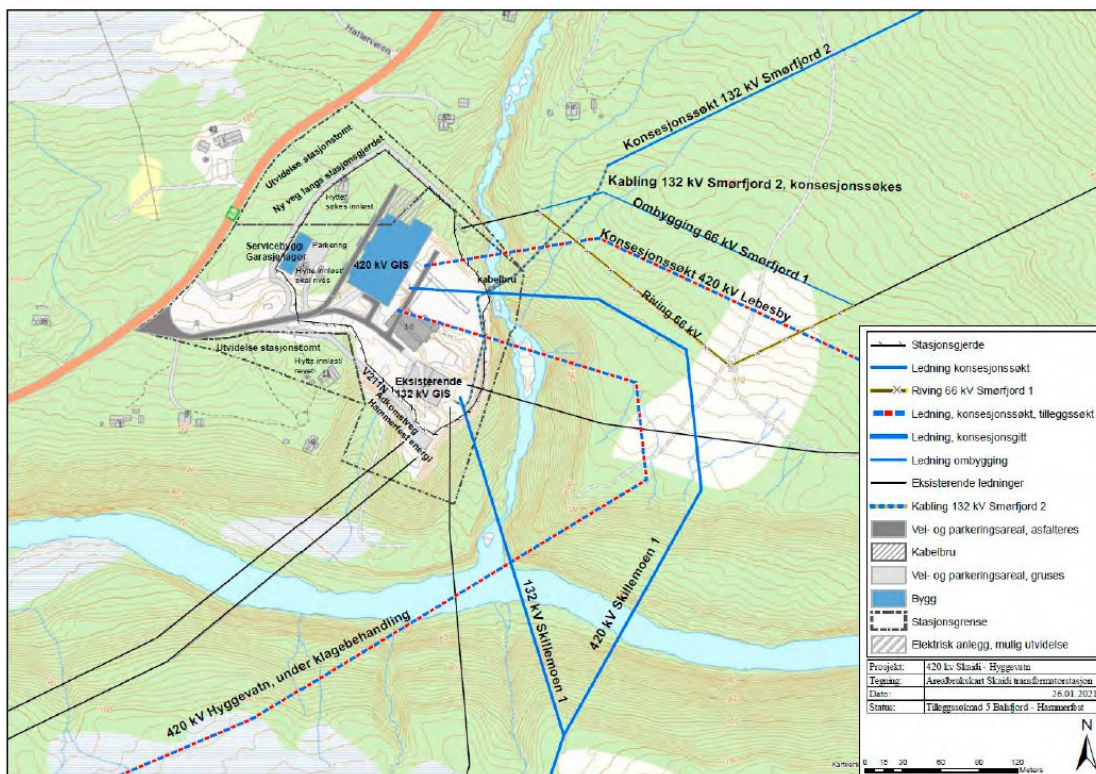 Hatterveien
Konsesjonssøkt 132 kV Smørfjord 2
Utvidelse stasjonstomt
Ny veg langs stasjonsgjerdet
Kabling 132 kV Smørfjord 2, konsesjonssøkes
Hytte
søkes innløst
Ombygging 66 kV Smørfjord 1
Servicebygg
Garasje/lager
Parkering
420 kV GIS
Hytte innløst/
skal rives
kabelbru
Konsesjonssøkt 420 kV Lebesby
Riving 66 kV
Utvidelse stasjonstomt
Hytte innløst/
revet
V211N
Adkomstveg
Hammerfest energi
Eksisterende
132 kV GIS
132 kV Skillemoen 1
420 kV Skillemoen 1
420 kV Hyggevatn, under klagebehandling
Stasjonsgjerde
Ledning konsesjonssøkt
Riving 66 kV Smørfjord 1
Ledning, konsesjonssøkt, tilleggssøkt
Ledning, konsesjonsgitt
Ledning ombygging
Eksisterende ledninger
Kabling 132 kV Smørfjord 2
Vei- og parkeringsareal, asfalteres
Kabelbru
Vei- og parkeringsareal, gruses
Bygg
Stasjonsgrense
Elektrisk anlegg, mulig utvidelse
Prosjekt: 420 kv Skaidi - Hyggevatn
Tegning: Arealbrukskart Skaidi transformatorstasjon
Dato: 26.01.2021
Status: Tilleggssøknad 5 Balsfjord - Hammerfest
N
0 15 30 60 90 120
Meters